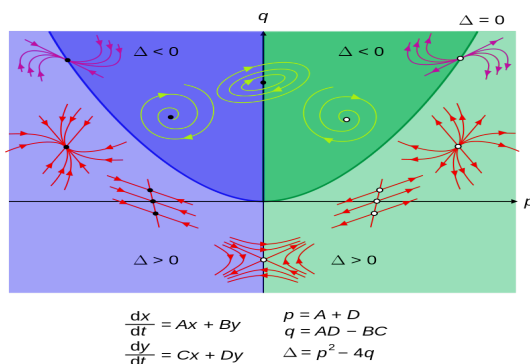 q
Δ = 0
Δ < 0
Δ < 0
p
Δ > 0
Δ > 0
dx/dt = Ax + By
dy/dt = Cx + Dy
p = A + D
q = AD − BC
Δ = p² − 4q